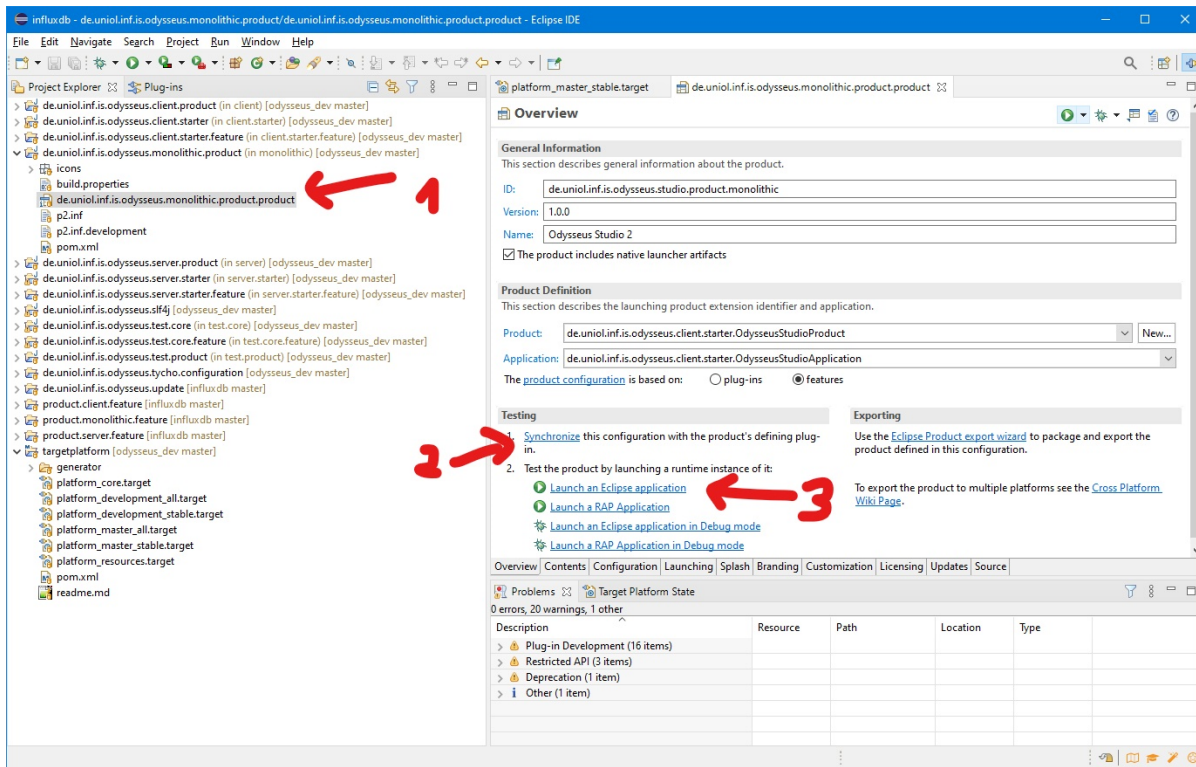 influxdb - de.uniol.inf.is.odysseus.monolithic.product/de.uniol.inf.is.odysseus.monolithic.product.product - Eclipse IDE
File Edit Navigate Search Project Run Window Help
Project Explorer Plug-ins
de.uniol.inf.is.odysseus.client.product (in client) [odysseus_dev master]
de.uniol.inf.is.odysseus.client.starter (in client.starter) [odysseus_dev master]
de.uniol.inf.is.odysseus.client.starter.feature (in client.starter.feature) [odysseus_dev master]
de.uniol.inf.is.odysseus.monolithic.product (in monolithic) [odysseus_dev master]
icons
build.properties
de.uniol.inf.is.odysseus.monolithic.product.product
1
p2.inf
p2.inf.development
pom.xml
de.uniol.inf.is.odysseus.server.product (in server) [odysseus_dev master]
de.uniol.inf.is.odysseus.server.starter (in server.starter) [odysseus_dev master]
de.uniol.inf.is.odysseus.server.starter.feature (in server.starter.feature) [odysseus_dev master]
de.uniol.inf.is.odysseus.slf4j [odysseus_dev master]
de.uniol.inf.is.odysseus.test.core (in test.core) [odysseus_dev master]
de.uniol.inf.is.odysseus.test.core.feature (in test.core.feature) [odysseus_dev master]
de.uniol.inf.is.odysseus.test.product (in test.product) [odysseus_dev master]
de.uniol.inf.is.odysseus.tycho.configuration [odysseus_dev master]
de.uniol.inf.is.odysseus.update [influxdb master]
product.client.feature [influxdb master]
product.monolithic.feature [influxdb master]
product.server.feature [influxdb master]
targetplatform [odysseus_dev master]
generator
platform_core.target
platform_development_all.target
platform_development_stable.target
platform_master_all.target
platform_master_stable.target
platform_resources.target
pom.xml
readme.md
platform_master_stable.target de.uniol.inf.is.odysseus.monolithic.product.product
Overview
General Information
This section describes general information about the product.
ID: de.uniol.inf.is.odysseus.studio.product.monolithic
Version: 1.0.0
Name: Odysseus Studio 2
The product includes native launcher artifacts
Product Definition
This section describes the launching product extension identifier and application.
Product: de.uniol.inf.is.odysseus.client.starter.OdysseusStudioProduct New...
Application: de.uniol.inf.is.odysseus.client.starter.OdysseusStudioApplication
The product configuration is based on: plug-ins features
Testing
2
1. Synchronize this configuration with the product's defining plug-
in.
2. Test the product by launching a runtime instance of it:
Launch an Eclipse application
3
Launch a RAP Application
Launch an Eclipse application in Debug mode
Launch a RAP Application in Debug mode
Exporting
Use the Eclipse Product export wizard to package and export the
product defined in this configuration.
To export the product to multiple platforms see the Cross Platform
Wiki Page.
Overview Contents Configuration Launching Splash Branding Customization Licensing Updates Source
Problems Target Platform State
0 errors, 20 warnings, 1 other
Description Resource Path Location Type
Plug-in Development (16 items)
Restricted API (3 items)
Deprecation (1 item)
Other (1 item)